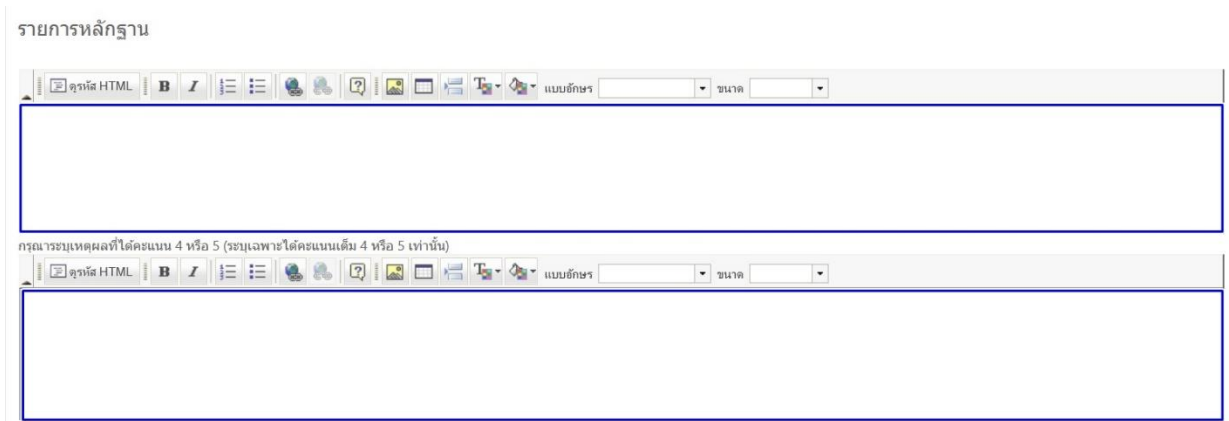 รายการหลักฐาน
ดูรหัส HTML B I แบบอักษร ขนาด
กรุณาระบุเหตุผลที่ได้คะแนน 4 หรือ 5 (ระบุเฉพาะได้คะแนนเต็ม 4 หรือ 5 เท่านั้น)
ดูรหัส HTML B I แบบอักษร ขนาด